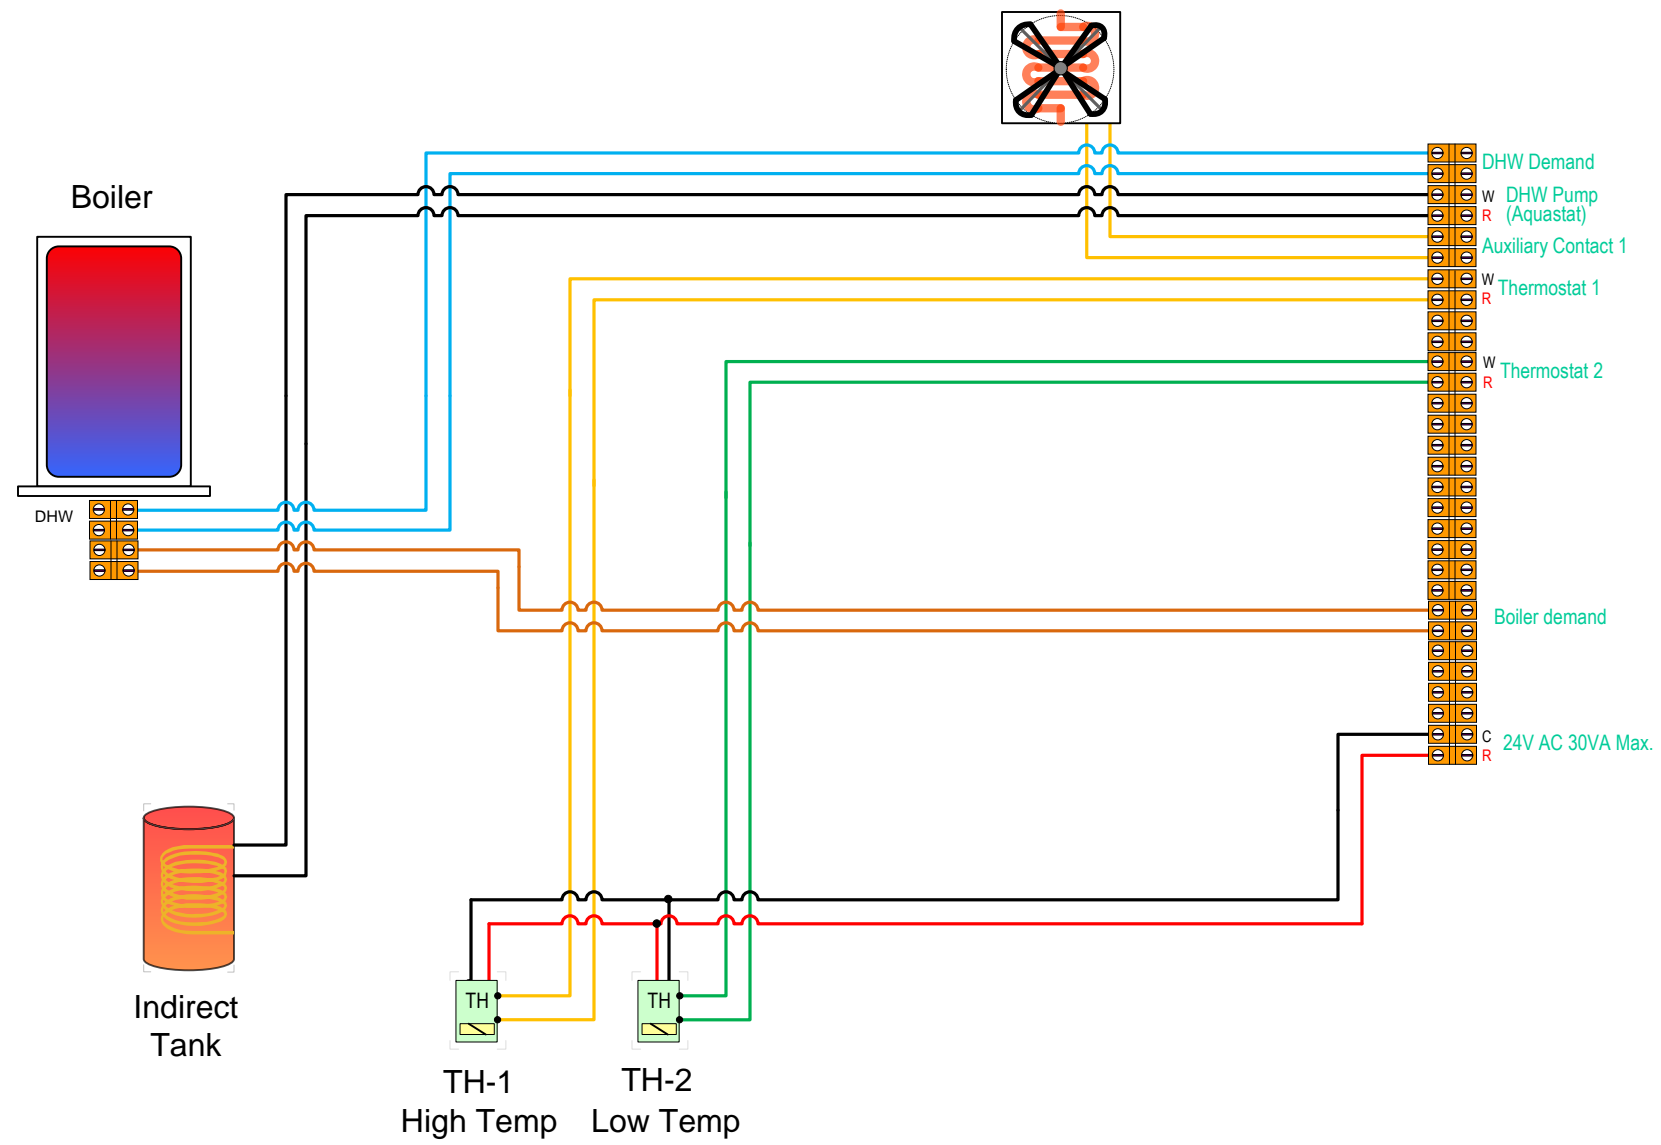 DHW Demand
Boiler
W DHW Pump
R (Aquastat)
Auxiliary Contact 1
W
Thermostat 1
R
W
Thermostat 2
R
DHW
Boiler demand
C
24V AC 30VA Max.
R
TH
TH
Indirect
Tank
TH-1
High Temp
TH-2
Low Temp